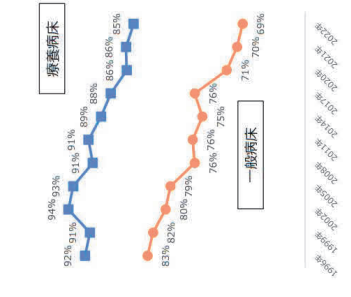 療養病床
92% 91% 94% 93% 91% 91% 89% 88% 86% 86% 85%
83% 82% 80% 79% 76% 76% 75% 76% 71% 70% 69%
一般病床
1996年 1999年 2002年 2005年 2008年 2011年 2014年 2017年 2020年 2021年 2022年